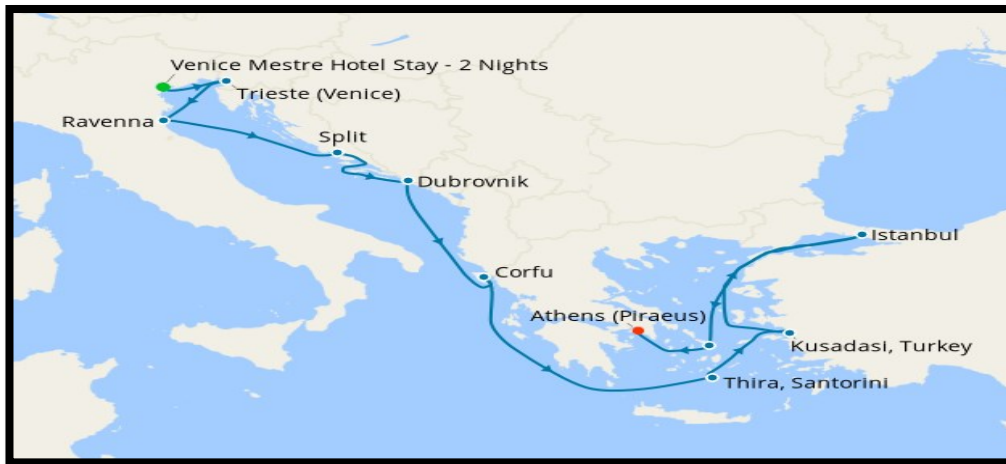 Venice Mestre Hotel Stay - 2 Nights
Trieste (Venice)
Ravenna
Split
Dubrovnik
Istanbul
Corfu
Athens (Piraeus)
Kusadasi, Turkey
Thira, Santorini